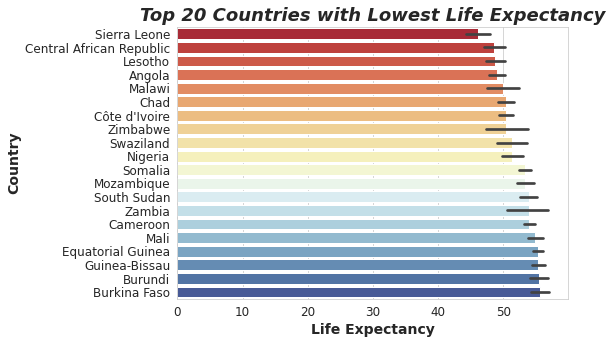 Top 20 Countries with Lowest Life Expectancy
Sierra Leone
Central African Republic
Lesotho
Angola
Malawi
Chad
Côte d'Ivoire
Zimbabwe
Swaziland
Nigeria
Somalia
Mozambique
South Sudan
Zambia
Cameroon
Mali
Equatorial Guinea
Guinea-Bissau
Burundi
Burkina Faso
Country
0 10 20 30 40 50
Life Expectancy